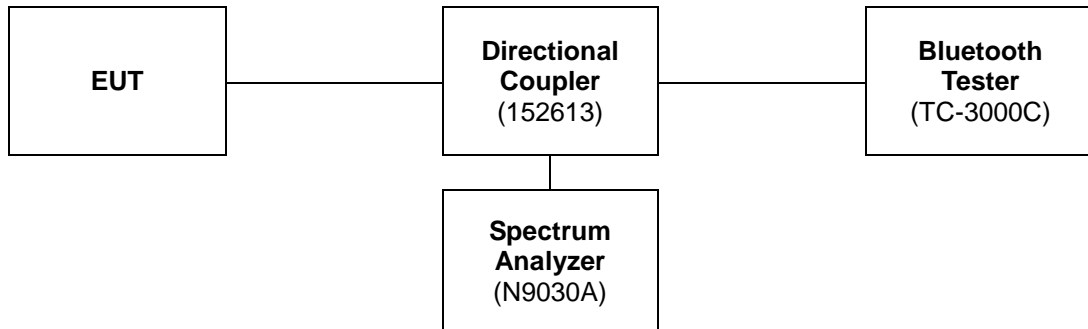 EUT
Directional
Coupler
(152613)
Bluetooth
Tester
(TC-3000C)
Spectrum
Analyzer
(N9030A)